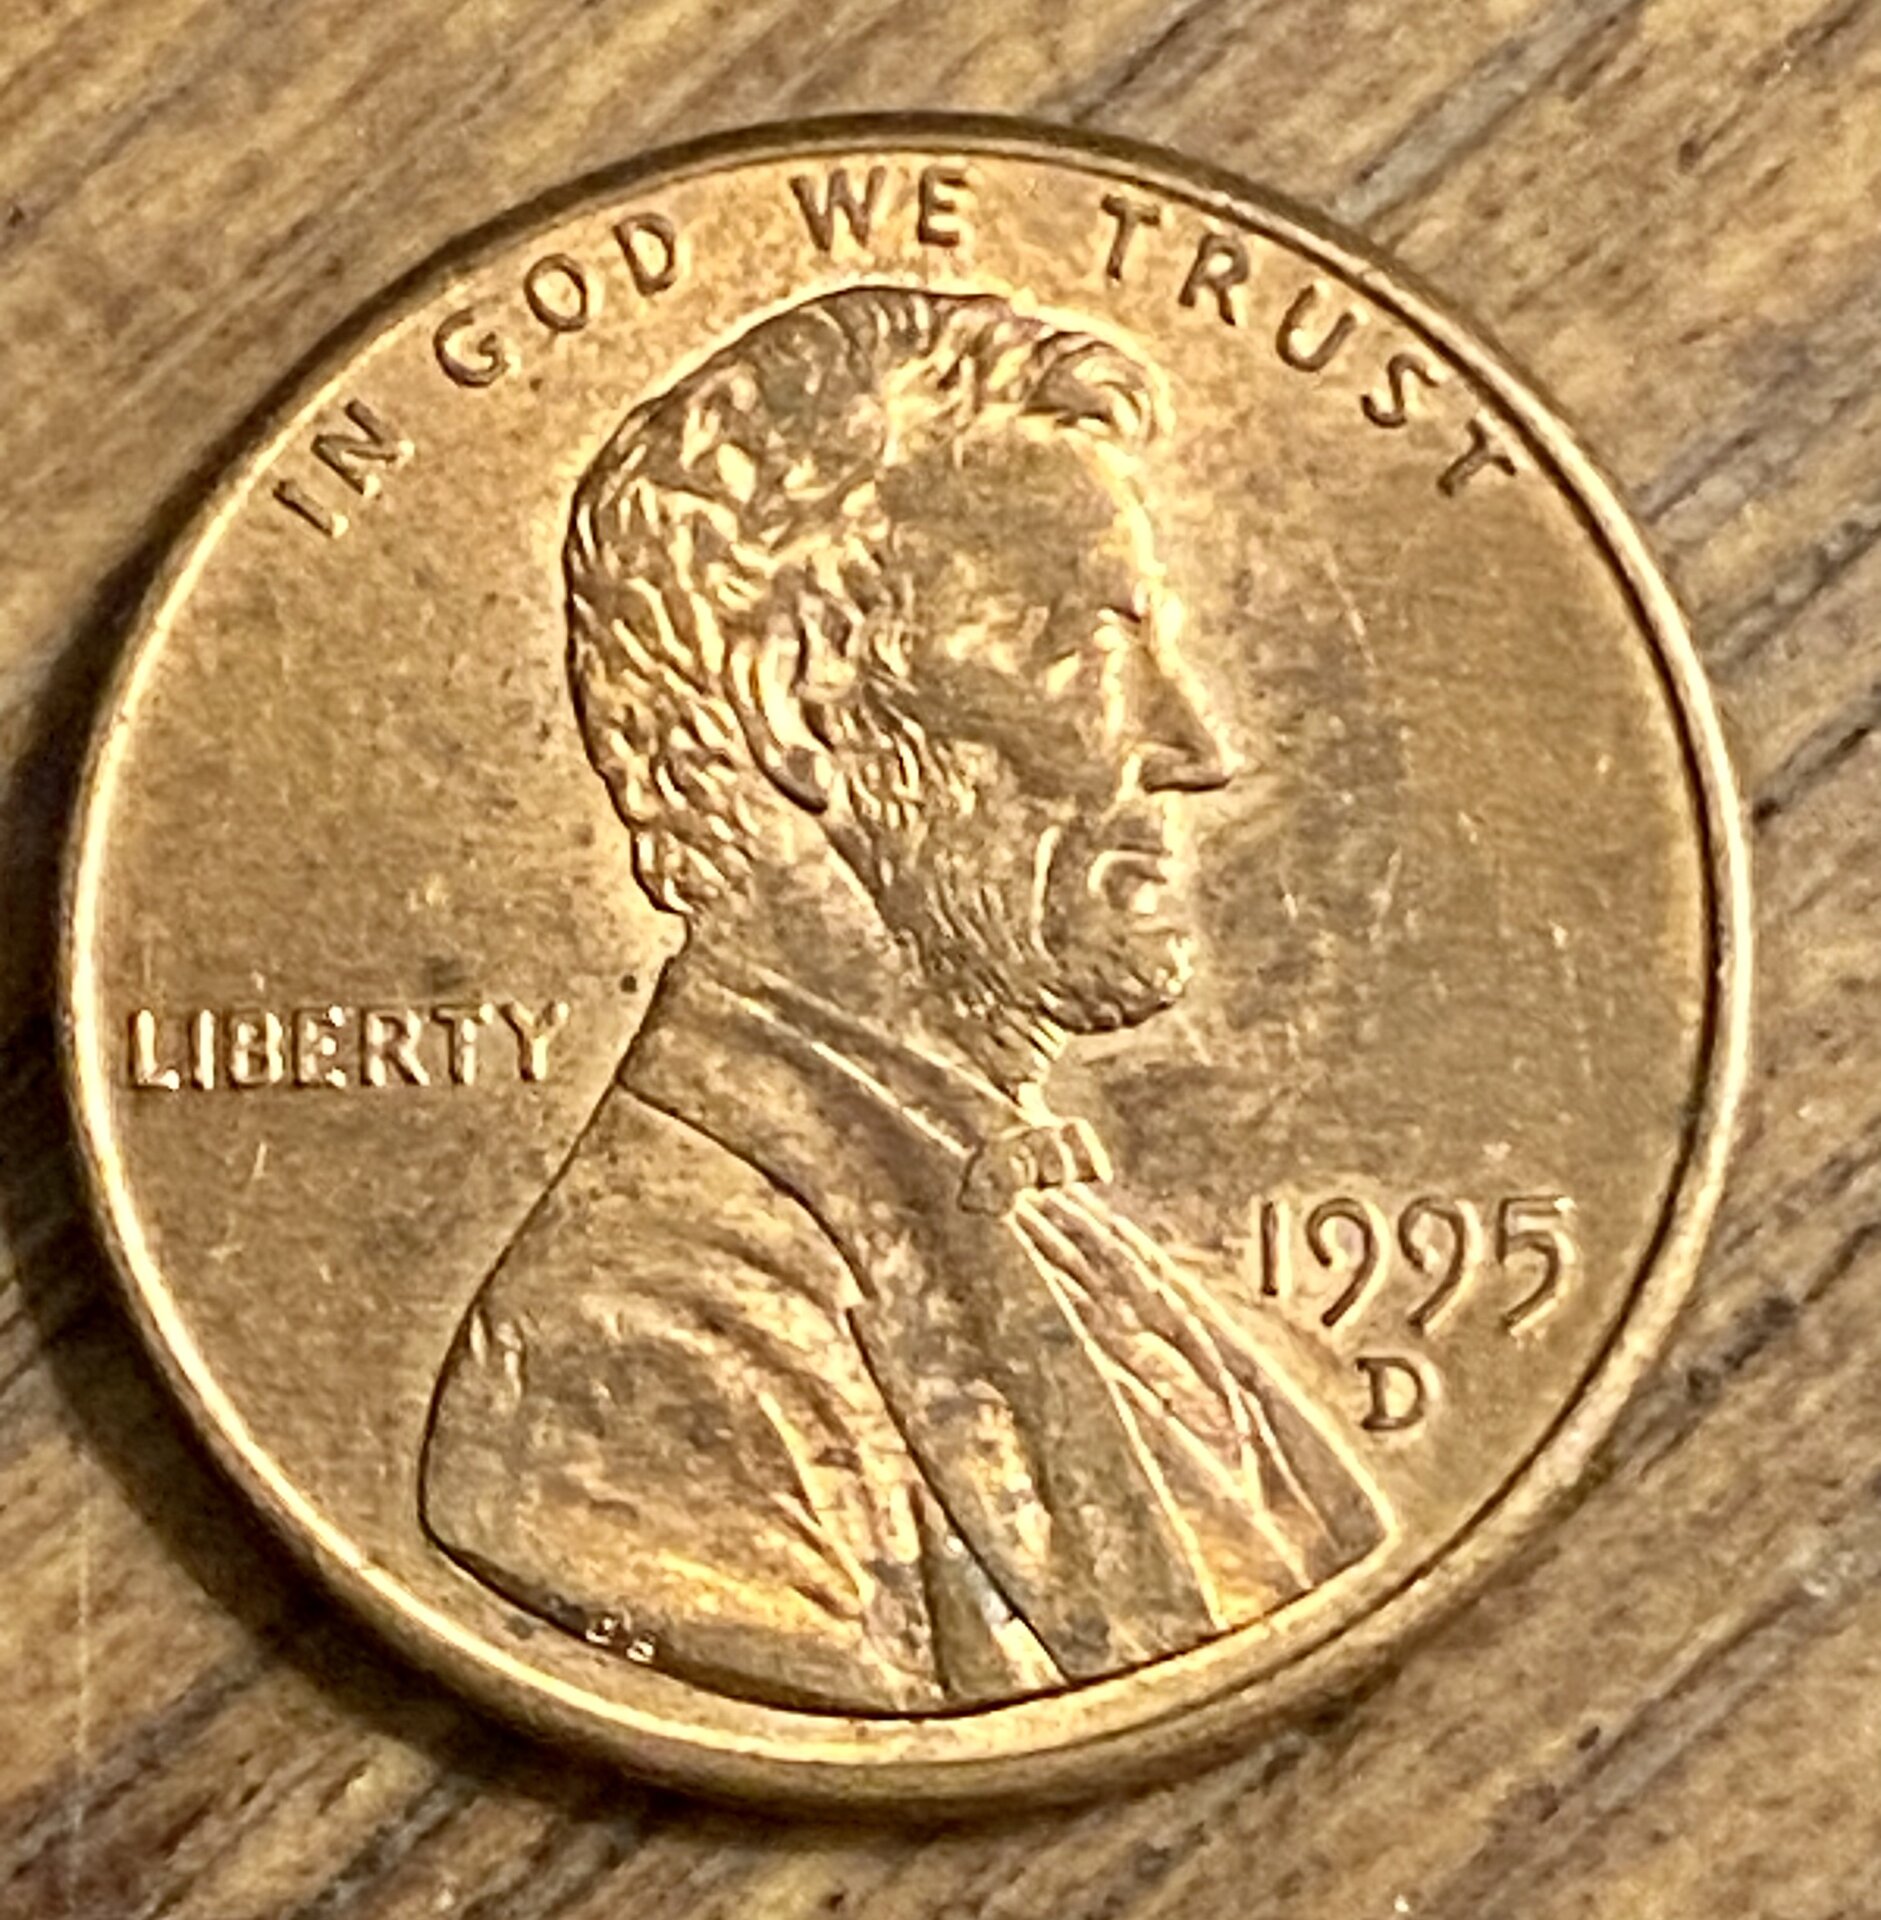 IN GOD WE TRUST
LIBERTY
1995
D